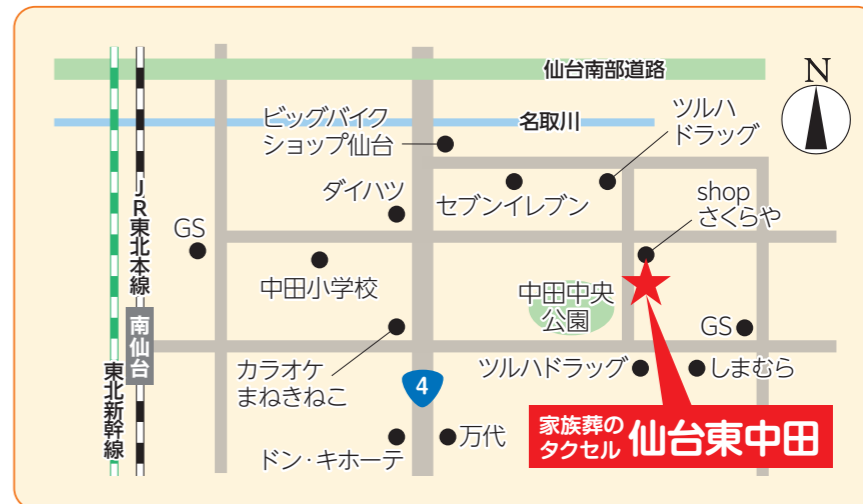 仙台南部道路
N
名取川
ビッグバイク
ショップ仙台
ツルハ
ドラッグ
ダイハツ
セブンイレブン
shop
さくらや
GS
JR東北本線
中田小学校
中田中央
公園
GS
南仙台
カラオケ
まねきねこ
ツルハドラッグ
しまむら
4
東北新幹線
ドン・キホーテ
万代
家族葬の
タクセル
仙台東中田